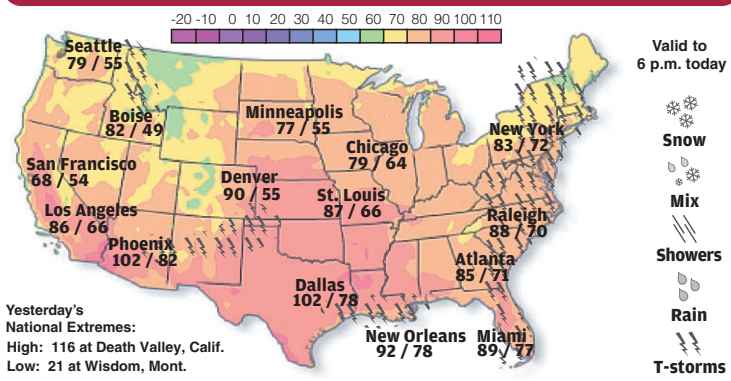 -20 -10 0 10 20 30 40 50 60 70 80 90 100 110
Seattle
79 / 55
Boise
82 / 49
Minneapolis
77 / 55
Chicago
79 / 64
New York
83 / 72
San Francisco
68 / 54
Denver
90 / 55
St. Louis
87 / 66
Los Angeles
86 / 66
Raleigh
88 / 70
Phoenix
102 / 82
Atlanta
85 / 71
Dallas
102 / 78
New Orleans
92 / 78
Miami
89 / 77
Yesterday's
National Extremes:
High: 116 at Death Valley, Calif.
Low: 21 at Wisdom, Mont.
Valid to
6 p.m. today
Snow
Mix
Showers
Rain
T-storms